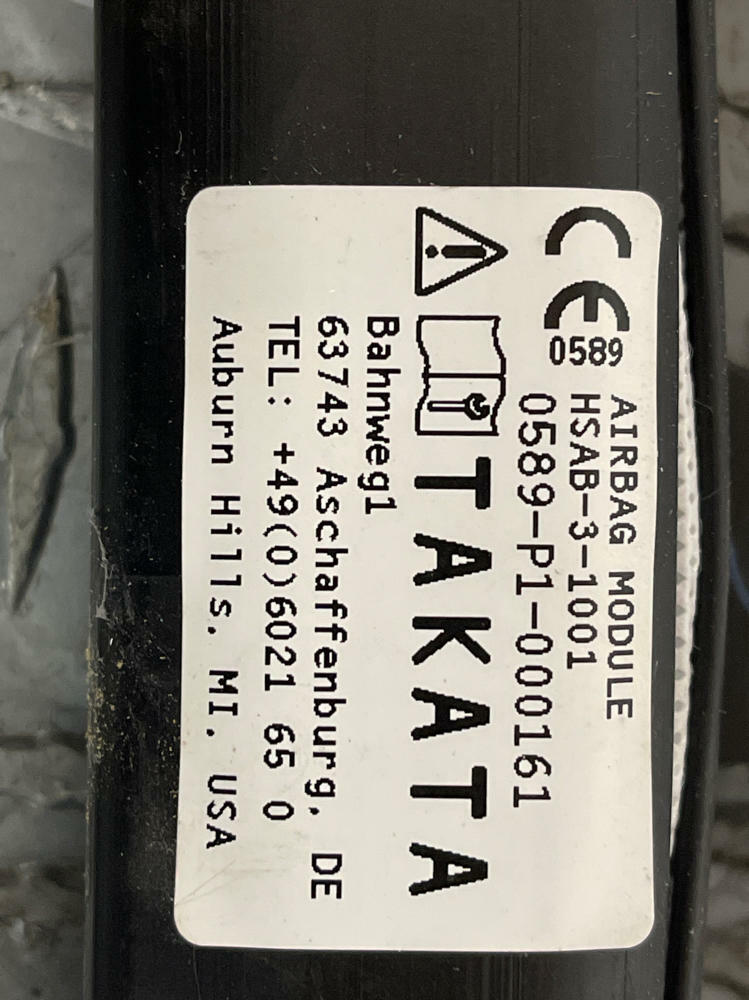 CE
0589
AIRBAG MODULE
HSAB-3-1001
0589-P1-000161
TAKATA
Bahnweg1
63743 Aschaffenburg, DE
TEL: +49(0)6021 65 0
Auburn Hills, MI, USA